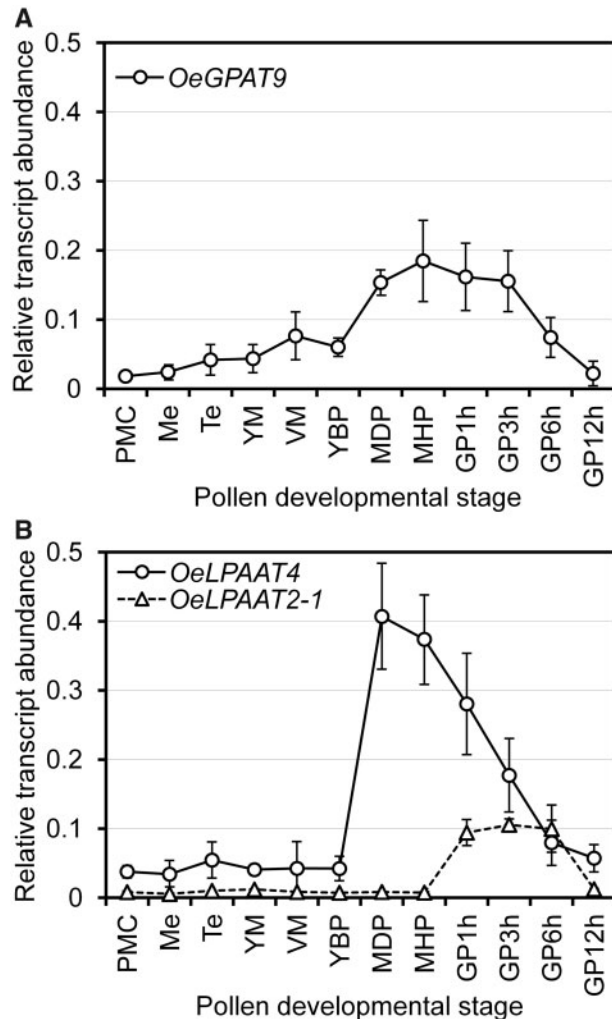 A
0.5
OeGPAT9
0.4
0.3
0.2
0.1
0
Relative transcript abundance
PMC
Me
Te
YM
VM
YBP
MDP
MHP
GP1h
GP3h
GP6h
GP12h
Pollen developmental stage
B
0.5
OeLPAAT4
OeLPAAT2-1
0.4
0.3
0.2
0.1
0
Relative transcript abundance
PMC
Me
Te
YM
VM
YBP
MDP
MHP
GP1h
GP3h
GP6h
GP12h
Pollen developmental stage